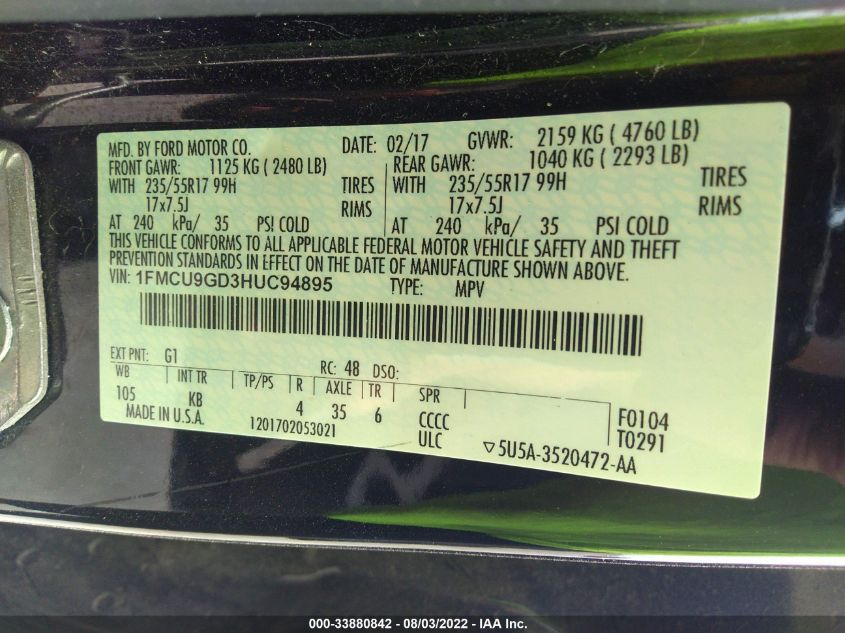 MFD. BY FORD MOTOR CO. DATE: 02/17 GVWR: 2159 KG ( 4760 LB)
FRONT GAWR: 1125 KG ( 2480 LB) REAR GAWR: 1040 KG ( 2293 LB)
WITH 235/55R17 99H TIRES WITH 235/55R17 99H TIRES
17x7.5J RIMS 17x7.5J RIMS
AT 240 kPa/ 35 PSI COLD AT 240 kPa/ 35 PSI COLD
THIS VEHICLE CONFORMS TO ALL APPLICABLE FEDERAL MOTOR VEHICLE SAFETY AND THEFT
PREVENTION STANDARDS IN EFFECT ON THE DATE OF MANUFACTURE SHOWN ABOVE.
VIN: 1FMCU9GD3HUC94895 TYPE: MPV
EXT PNT: G1 RC: 48 DSO:
WB INT TR TP/PS R AXLE TR SPR
105 KB 4 35 6 CCCC F0104
MADE IN U.S.A. 1201702053021 ULC T0291
▽5U5A-3520472-AA
000-33880842 - 08/03/2022 - IAA Inc.